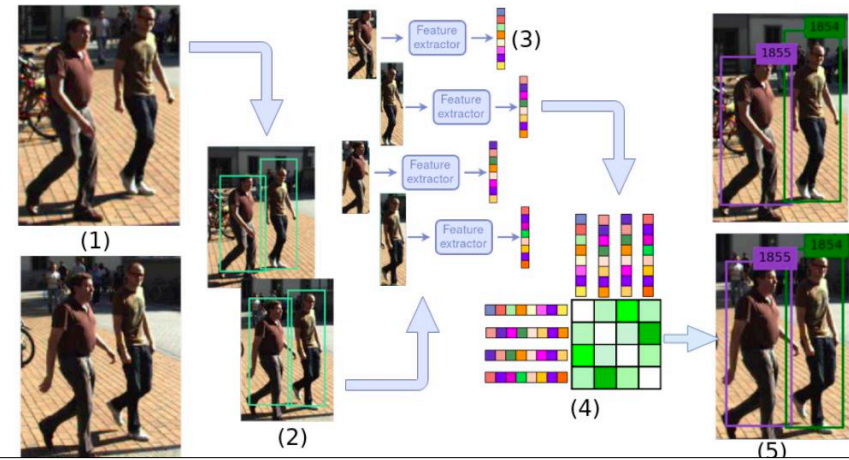 (1)
(2)
Feature
extractor
(3)
Feature
extractor
Feature
extractor
Feature
extractor
(4)
1854
1855
1854
1855
(5)